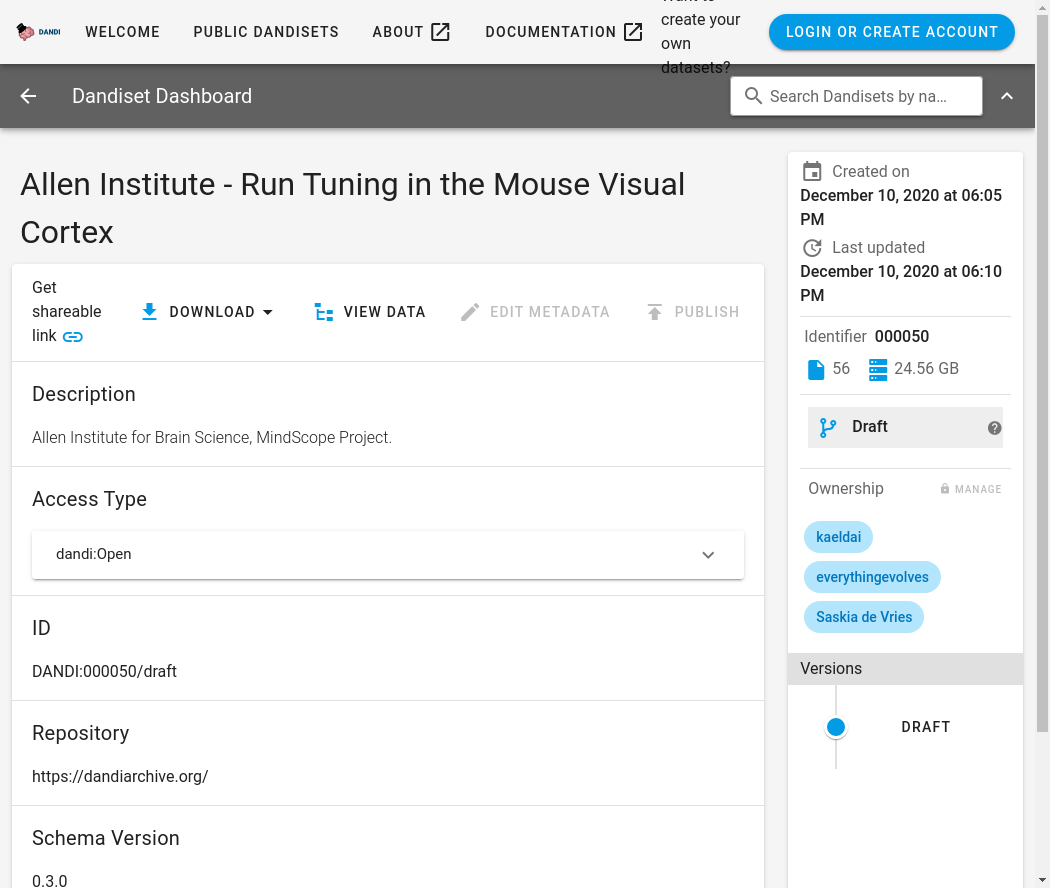 DANDI
WELCOME
PUBLIC DANDISETS
ABOUT
DOCUMENTATION
create your
own
datasets?
LOGIN OR CREATE ACCOUNT
Dandiset Dashboard
Search Dandisets by na…
Allen Institute - Run Tuning in the Mouse Visual
Cortex
Get
shareable
link
DOWNLOAD
VIEW DATA
EDIT METADATA
PUBLISH
Description
Allen Institute for Brain Science, MindScope Project.
Access Type
dandi:Open
ID
DANDI:000050/draft
Repository
https://dandiarchive.org/
Schema Version
0.3.0
Created on
December 10, 2020 at 06:05
PM
Last updated
December 10, 2020 at 06:10
PM
Identifier 000050
56
24.56 GB
Draft
Ownership
MANAGE
kaeldai
everythingevolves
Saskia de Vries
Versions
DRAFT